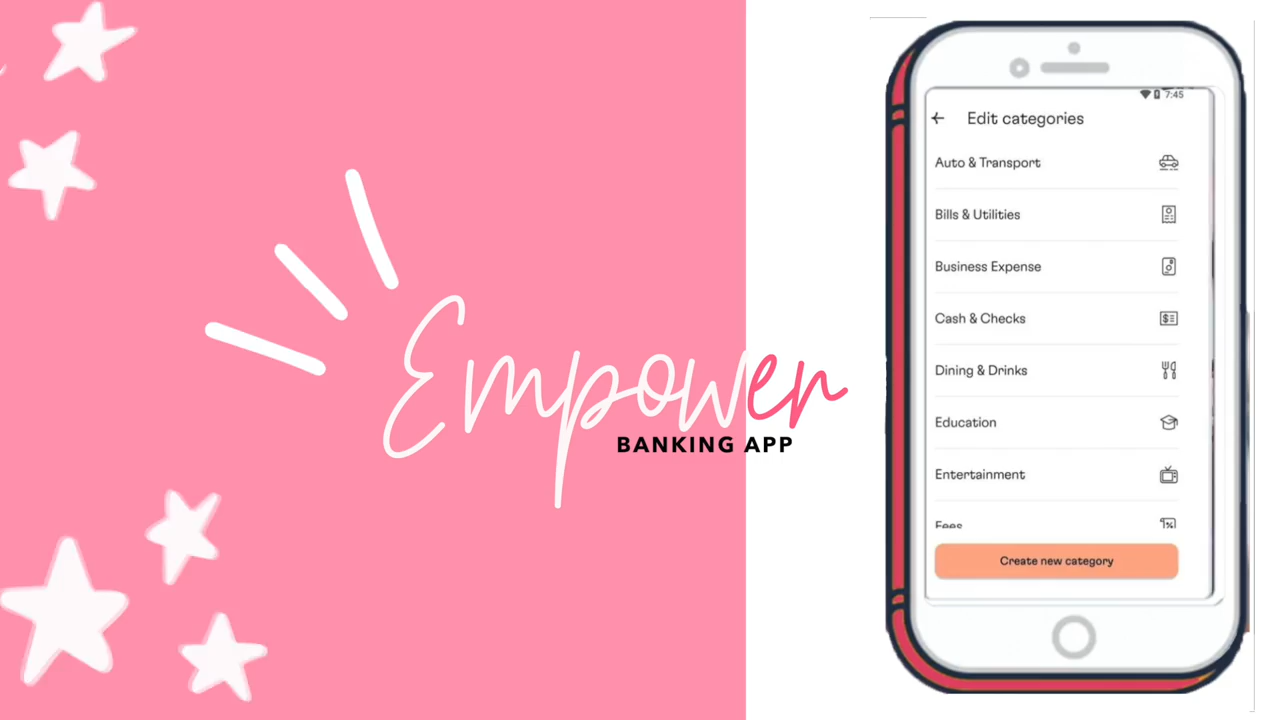 Empower
BANKING APP
7:45
Edit categories
Auto & Transport
Bills & Utilities
Business Expense
Cash & Checks
Dining & Drinks
Education
Entertainment
Fees
Create new category